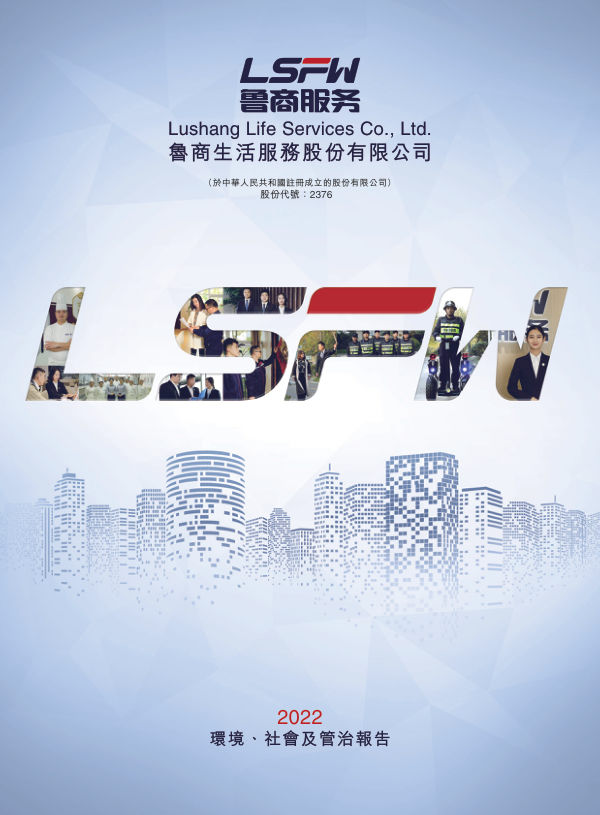 LSFW
鲁商服务
Lushang Life Services Co., Ltd.
魯商生活服務股份有限公司
（於中華人民共和國註冊成立的股份有限公司）
股份代號：2376
LSFW
2022
環境、社會及管治報告